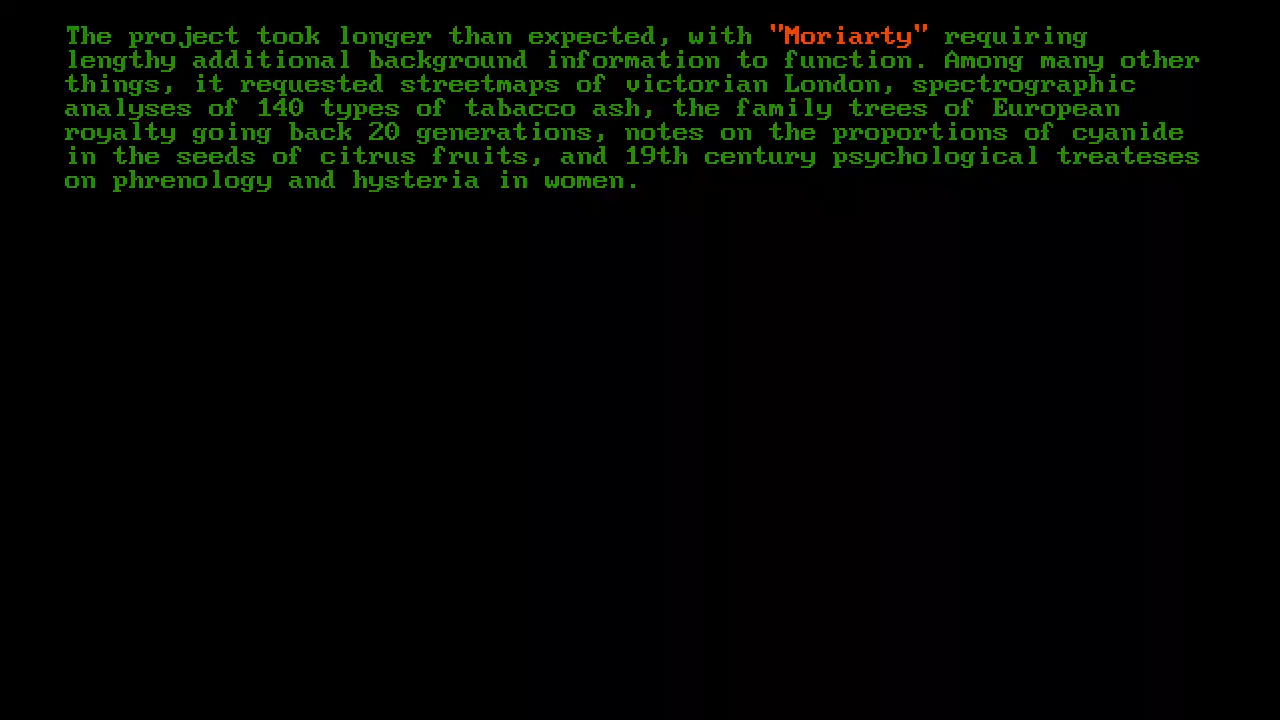 The project took longer than expected, with "Moriarty" requiring
lengthy additional background information to function. Among many other
things, it requested streetmaps of victorian London, spectrographic
analyses of 140 types of tabacco ash, the family trees of European
royalty going back 20 generations, notes on the proportions of cyanide
in the seeds of citrus fruits, and 19th century psychological treateses
on phrenology and hysteria in women.